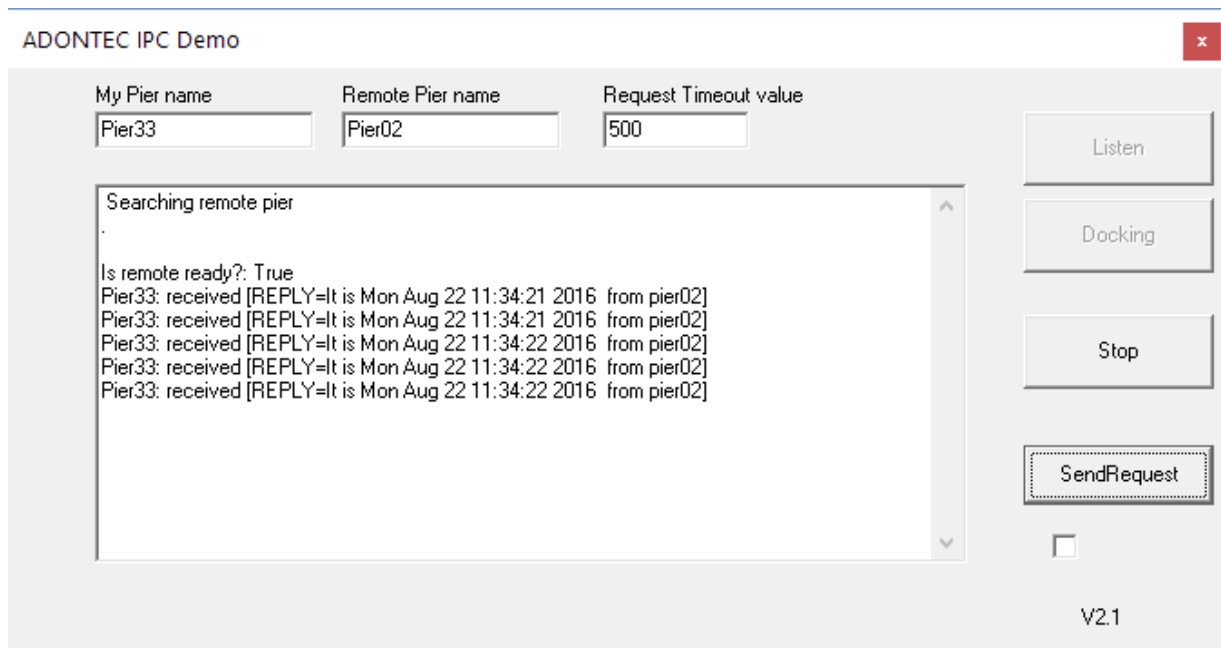 ADONTEC IPC Demo
x
My Pier name
Remote Pier name
Request Timeout value
Pier33
Pier02
500
Listen
Docking
Searching remote pier
.
Is remote ready?: True
Pier33: received [REPLY=It is Mon Aug 22 11:34:21 2016  from pier02]
Pier33: received [REPLY=It is Mon Aug 22 11:34:21 2016  from pier02]
Pier33: received [REPLY=It is Mon Aug 22 11:34:22 2016  from pier02]
Pier33: received [REPLY=It is Mon Aug 22 11:34:22 2016  from pier02]
Pier33: received [REPLY=It is Mon Aug 22 11:34:22 2016  from pier02]
Stop
SendRequest
V2.1